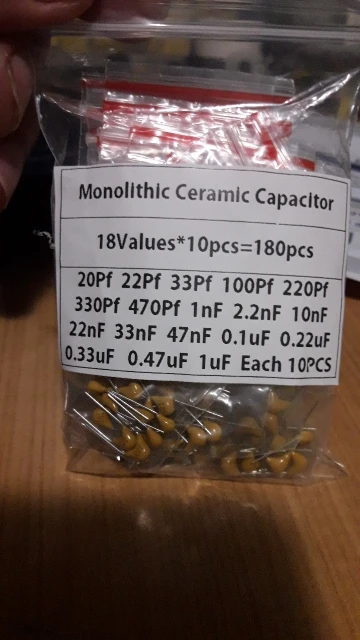 Monolithic Ceramic Capacitor
18Values*10pcs=180pcs
20Pf 22Pf 33Pf 100Pf 220Pf
330Pf 470Pf 1nF 2.2nF 10nF
22nF 33nF 47nF 0.1uF 0.22uF
0.33uF 0.47uF 1uF Each 10PCS